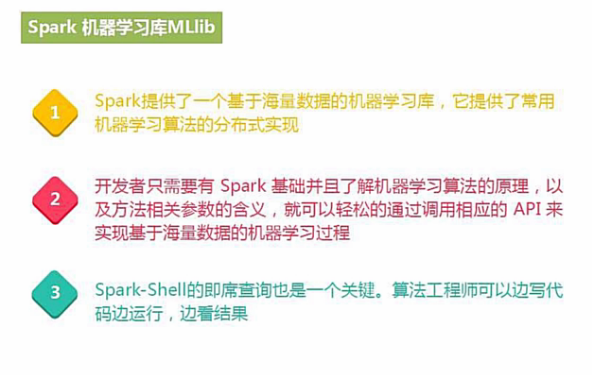 Spark 机器学习库MLlib
1
Spark提供了一个基于海量数据的机器学习库，它提供了常用
机器学习算法的分布式实现
2
开发者只需要有 Spark 基础并且了解机器学习算法的原理，以
及方法相关参数的含义，就可以轻松的通过调用相应的 API 来
实现基于海量数据的机器学习过程
3
Spark-Shell的即席查询也是一个关键。算法工程师可以边写代
码边运行，边看结果